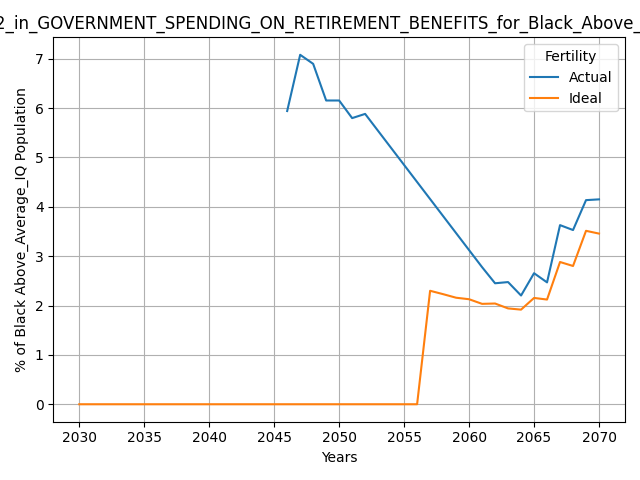 2_in_GOVERNMENT_SPENDING_ON_RETIREMENT_BENEFITS_for_Black_Above_
Fertility
Actual
Ideal
% of Black Above_Average_IQ Population
7
6
5
4
3
2
1
0
2030 2035 2040 2045 2050 2055 2060 2065 2070
Years